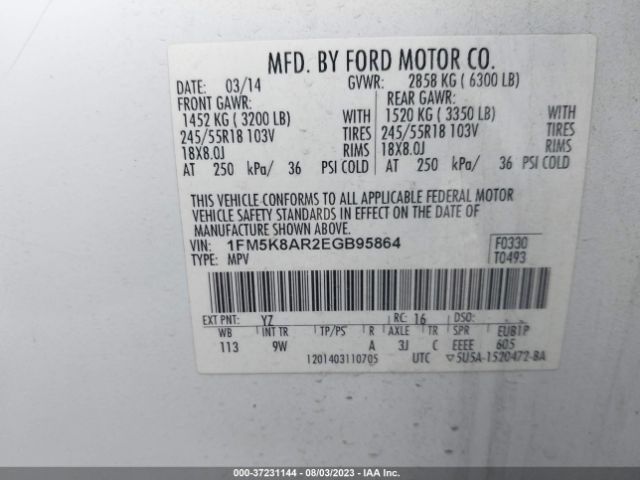 MFD. BY FORD MOTOR CO.
DATE: 03/14 GVWR: 2858 KG ( 6300 LB)
FRONT GAWR: REAR GAWR:
1452 KG ( 3200 LB) WITH 1520 KG ( 3350 LB) WITH
245/55R18 103V TIRES 245/55R18 103V TIRES
18X8.0J RIMS 18X8.0J RIMS
AT 250 kPa/ 36 PSI COLD AT 250 kPa/ 36 PSI COLD
THIS VEHICLE CONFORMS TO ALL APPLICABLE FEDERAL MOTOR
VEHICLE SAFETY STANDARDS IN EFFECT ON THE DATE OF
MANUFACTURE SHOWN ABOVE.
VIN: 1FM5K8AR2EGB95864 F0330
TYPE: MPV T0493
EXT PNT: YZ RC: 16 DSO:
WB INT TR TP/PS R AXLE TR SPR EUB1P
113 9W A 3J C EEEE 605
1201403110705 UTC ▽5U5A-1520472-BA
000-37231144 - 08/03/2023 - IAA Inc.